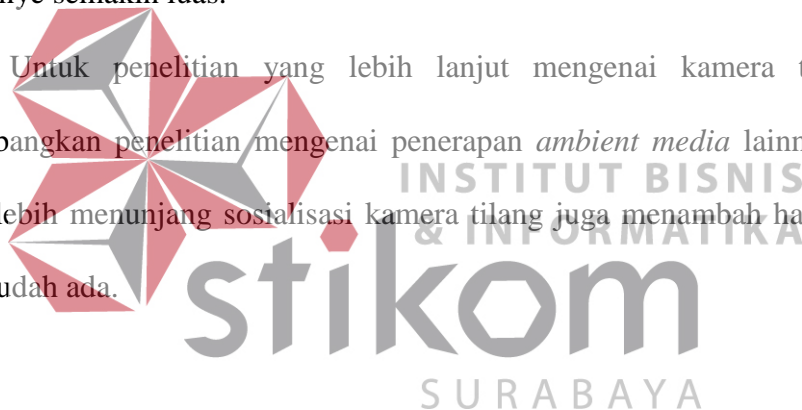 nye semakin luas.
Untuk penelitian yang lebih lanjut mengenai kamera t
bangkan penelitian mengenai penerapan ambient media lainn
INSTITUT BISNIS
lebih menunjang sosialisasi kamera tilang juga menambah ha
& INFORMATIKA
udah ada.
stikom
SURABAYA